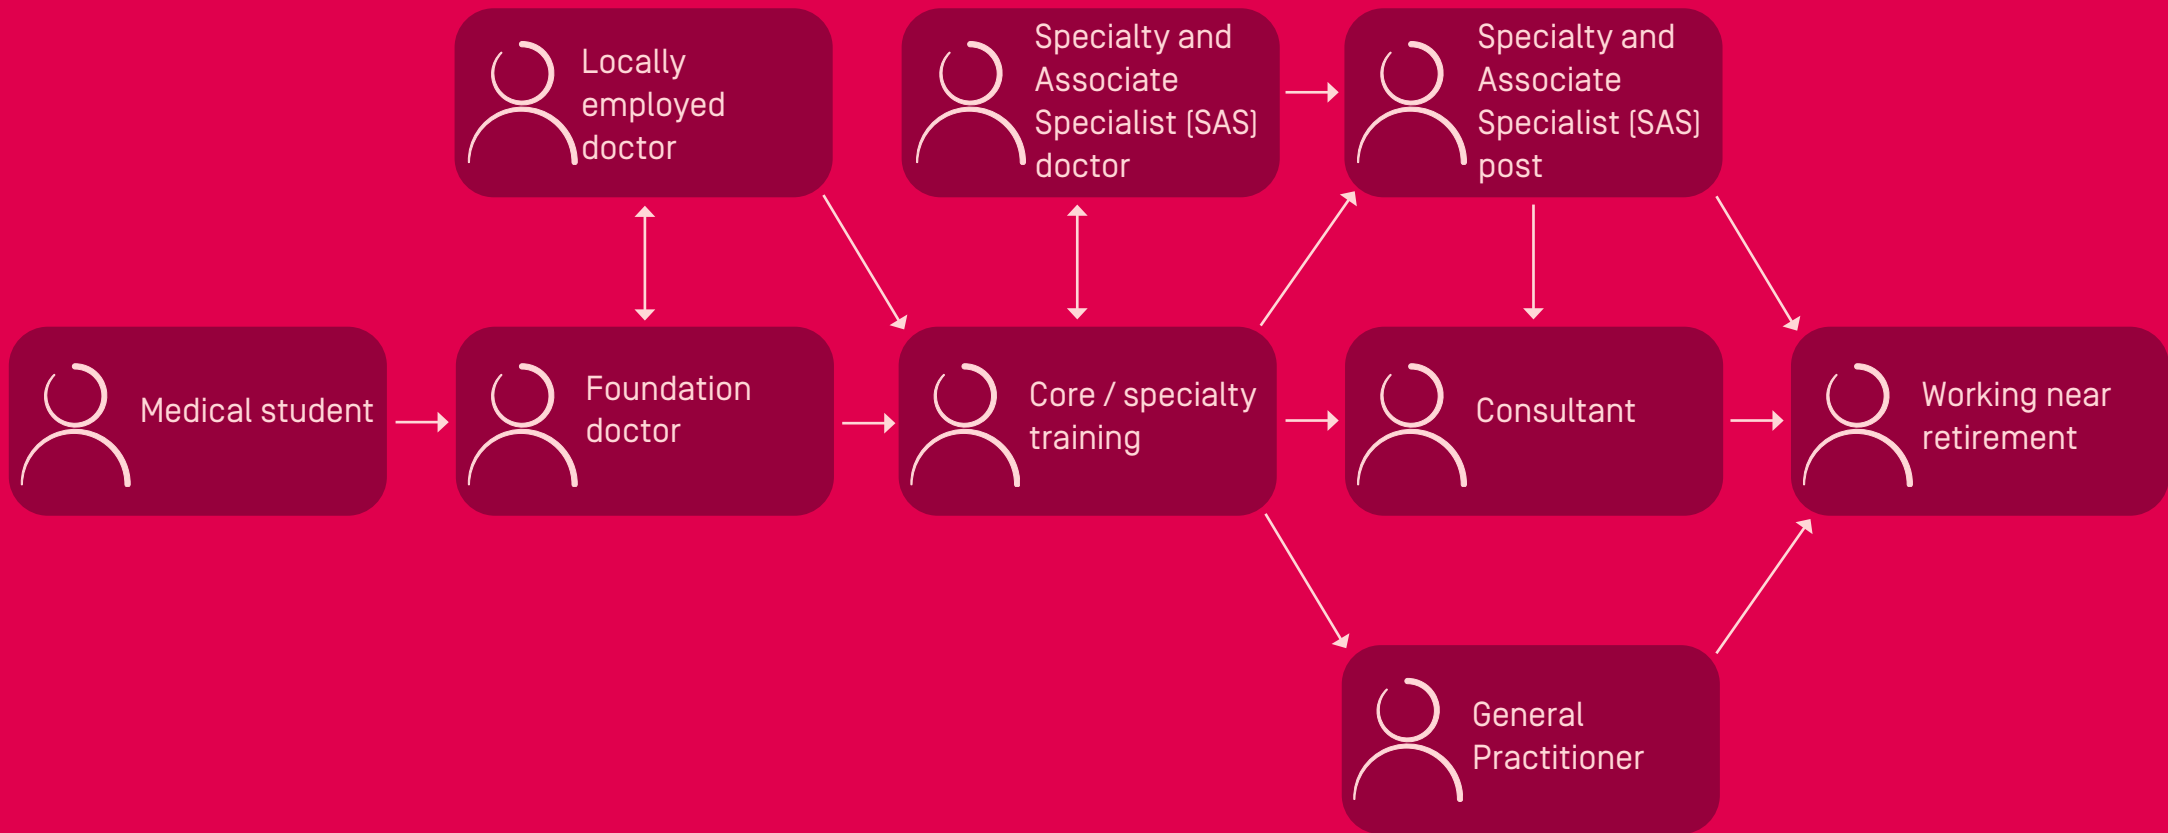 Locally
employed
doctor
Specialty and
Associate
Specialist (SAS)
doctor
Specialty and
Associate
Specialist (SAS)
post
Medical student
Foundation
doctor
Core / specialty
training
Consultant
Working near
retirement
General
Practitioner